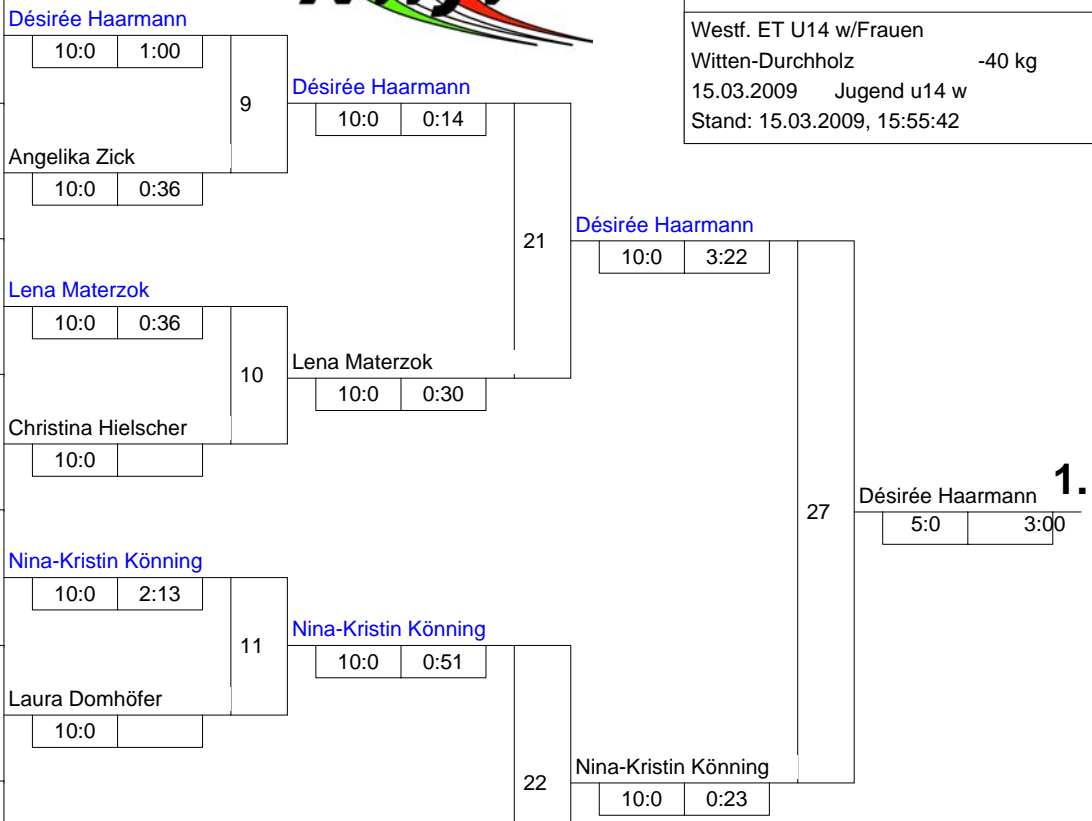 Westf. ET U14 w/Frauen
Witten-Durchholz -40 kg
15.03.2009 Jugend u14 w
Stand: 15.03.2009, 15:55:42
Désirée Haarmann
10:0 1:00
9
Angelika Zick
10:0 0:36
Lena Materzok
10:0 0:36
10
Christina Hielscher
10:0
Nina-Kristin Könning
10:0 2:13
11
Laura Domhöfer
10:0
Désirée Haarmann
10:0 0:14
21
Lena Materzok
10:0 0:30
Nina-Kristin Könning
10:0 0:51
22
Désirée Haarmann
10:0 3:22
27
Nina-Kristin Könning
10:0 0:23
Désirée Haarmann 1.
5:0 3:00